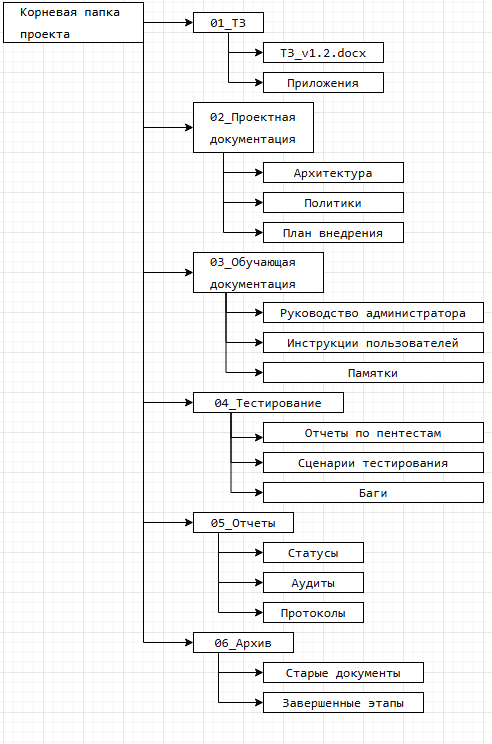 Корневая папка
проекта
01_ТЗ
ТЗ_v1.2.docx
Приложения
02_Проектная
документация
Архитектура
Политики
План внедрения
03_Обучающая
документация
Руководство администратора
Инструкции пользователей
Памятки
04_Тестирование
Отчеты по пентестам
Сценарии тестирования
Баги
05_Отчеты
Статусы
Аудиты
Протоколы
06_Архив
Старые документы
Завершенные этапы